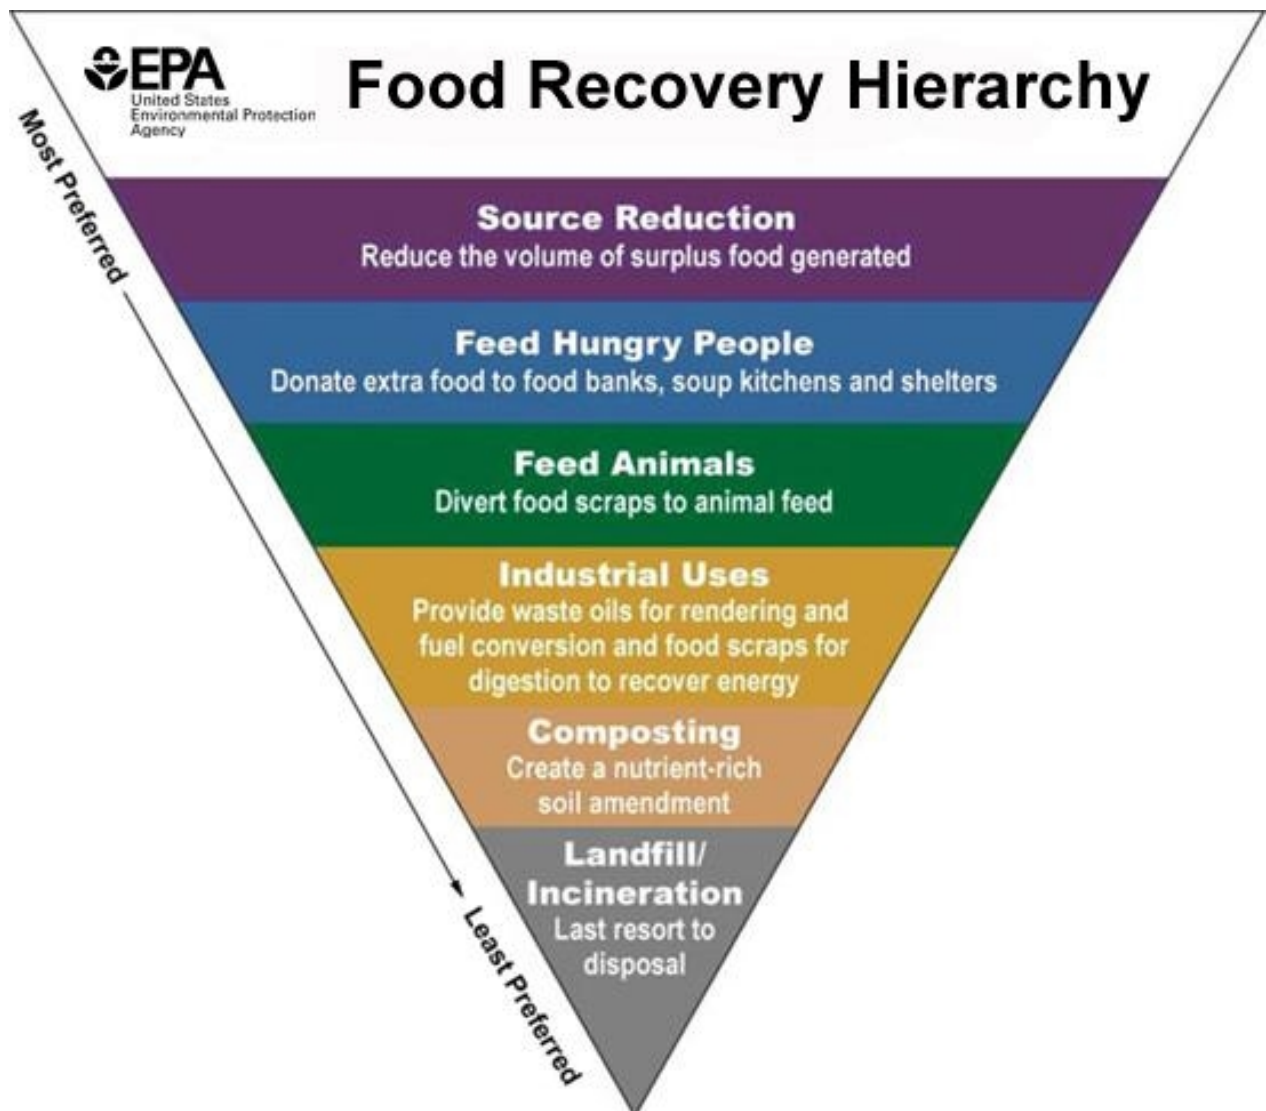 EPA
United States
Environmental Protection
Agency
Food Recovery Hierarchy
Most Preferred
Source Reduction
Reduce the volume of surplus food generated
Feed Hungry People
Donate extra food to food banks, soup kitchens and shelters
Feed Animals
Divert food scraps to animal feed
Industrial Uses
Provide waste oils for rendering and
fuel conversion and food scraps for
digestion to recover energy
Composting
Create a nutrient-rich
soil amendment
Landfill/
Incineration
Last resort to
disposal
Least Preferred